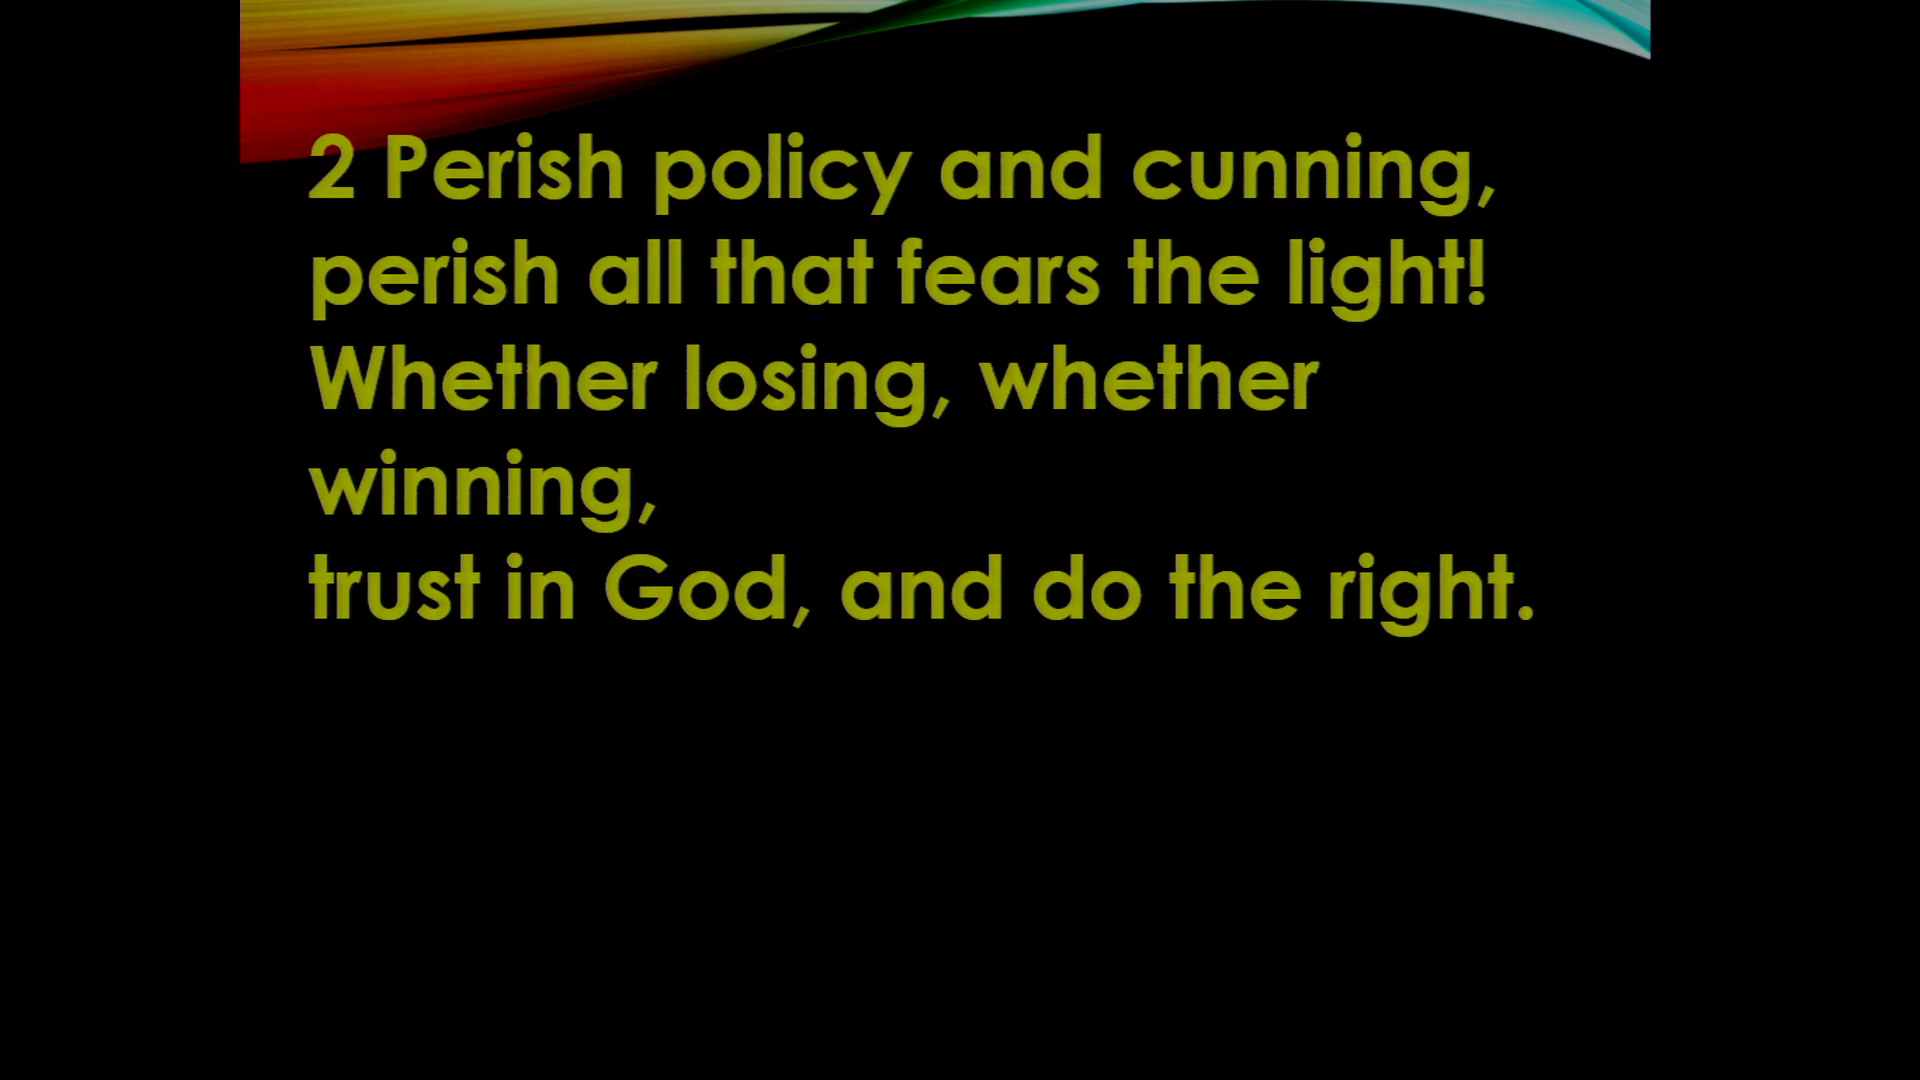 2 Perish policy and cunning,
perish all that fears the light!
Whether losing, whether
winning,
trust in God, and do the right.